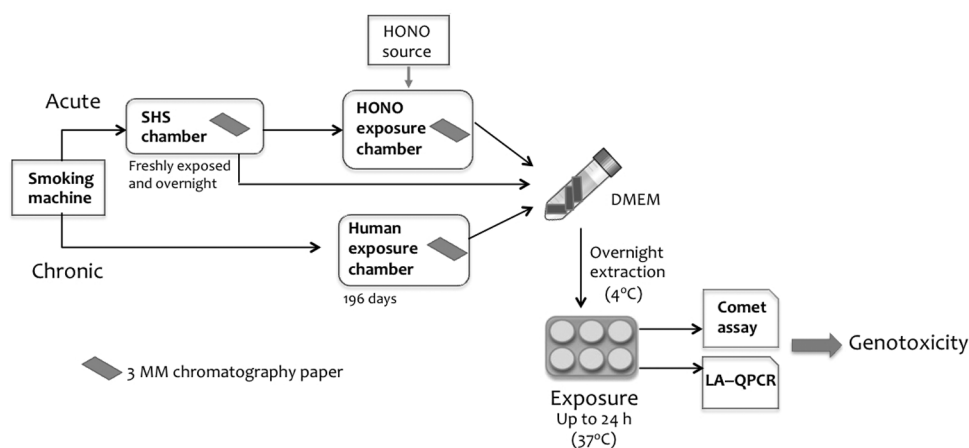 HONO
source
Acute
SHS
chamber
HONO
exposure
chamber
Freshly exposed
and overnight
Smoking
machine
DMEM
Human
exposure
chamber
Chronic
196 days
Overnight
extraction
(4°C)
Comet
assay
Genotoxicity
3 MM chromatography paper
LA–QPCR
Exposure
Up to 24 h
(37°C)